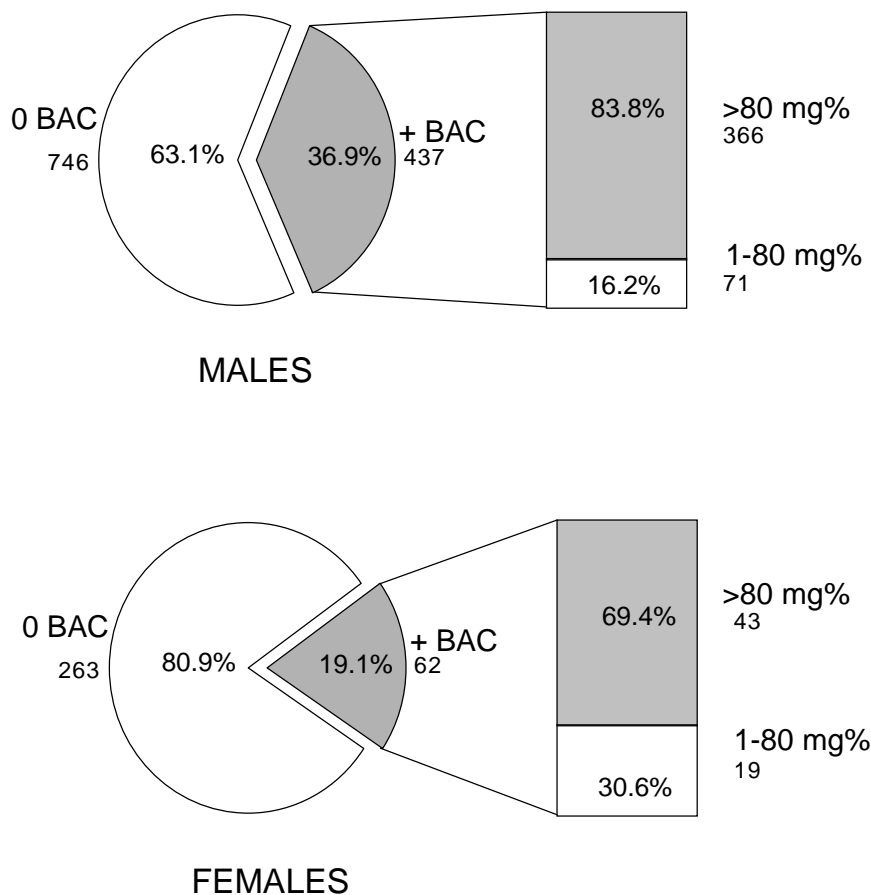 83.8%
>80 mg%
366
0 BAC
746
63.1%
36.9%
+ BAC
437
1-80 mg%
71
16.2%
MALES
69.4%
>80 mg%
43
0 BAC
263
80.9%
19.1%
+ BAC
62
1-80 mg%
19
30.6%
FEMALES